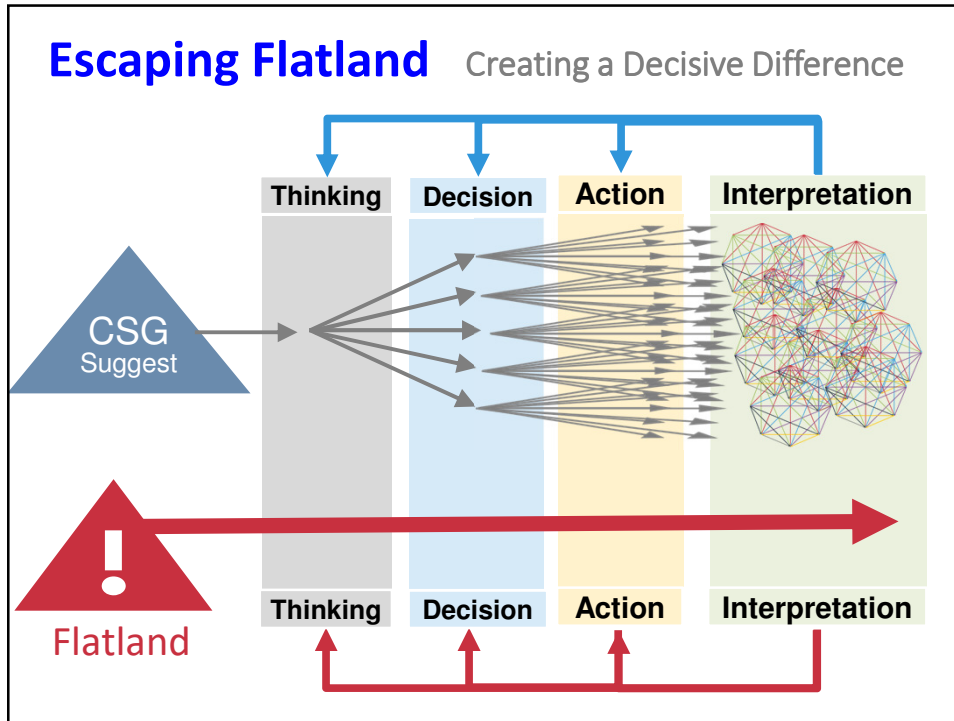 Escaping Flatland Creating a Decisive Difference
Thinking Decision Action Interpretation
CSG
Suggest
!
Flatland
Thinking Decision Action Interpretation